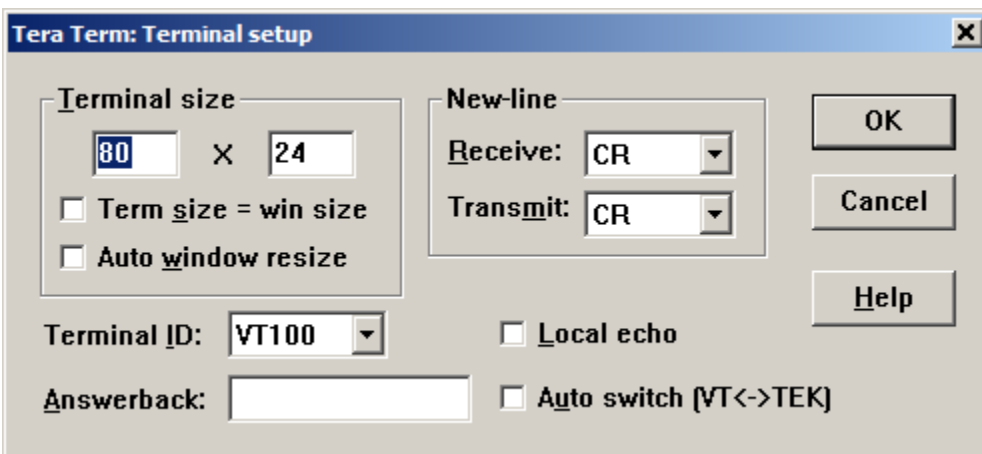 Tera Term: Terminal setup
Terminal size
80 X 24
Term size = win size
Auto window resize
New-line
Receive: CR
Transmit: CR
OK
Cancel
Help
Terminal ID: VT100
Local echo
Answerback:
Auto switch (VT<->TEK)